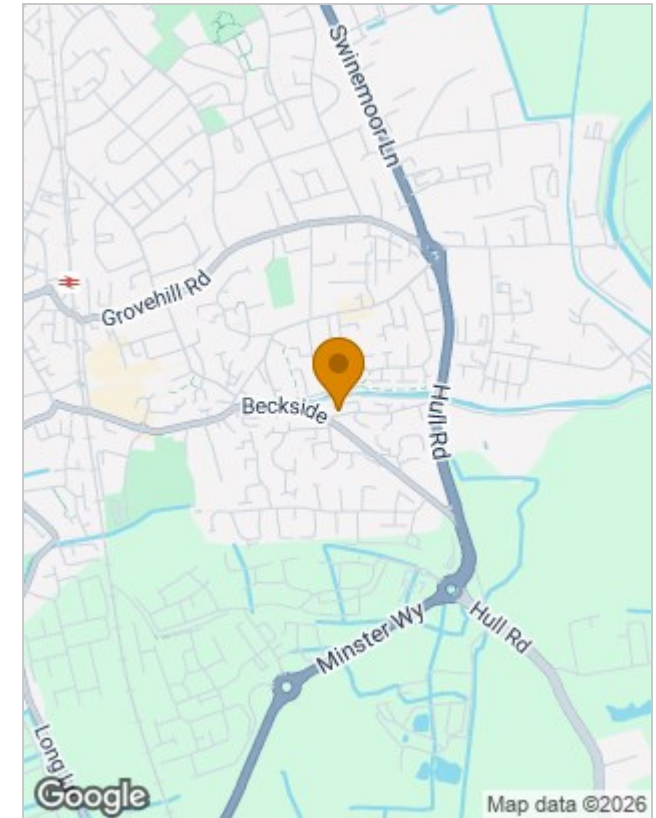 Swinemoor Ln
Grovehill Rd
Beckside
Hull Rd
Minster Wy
Hull Rd
Google
Map data ©2026